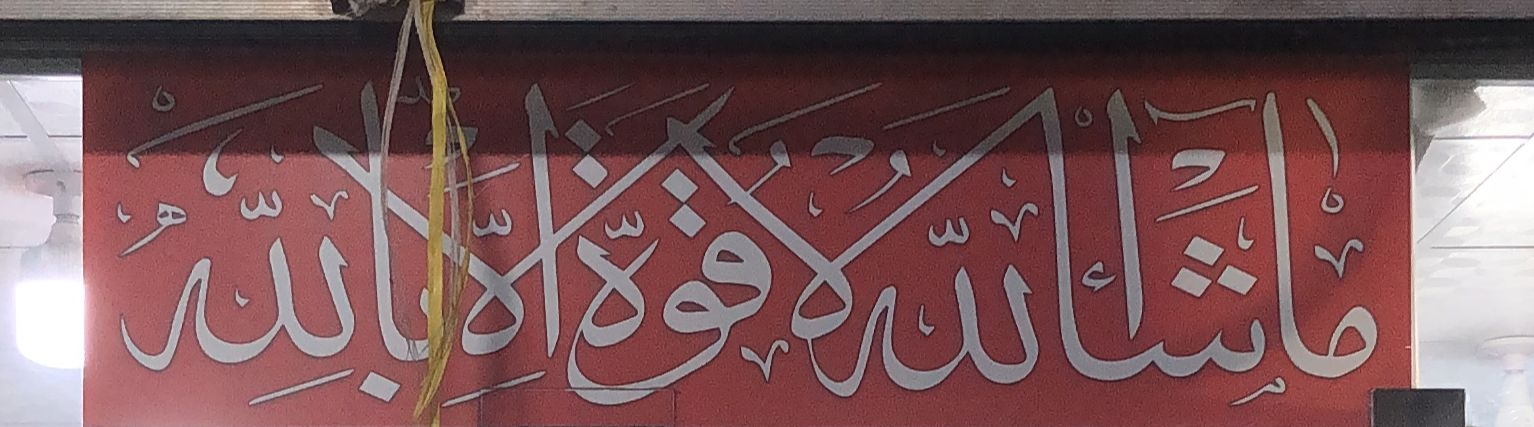 ما شاء الله لا قوة إلا بالله